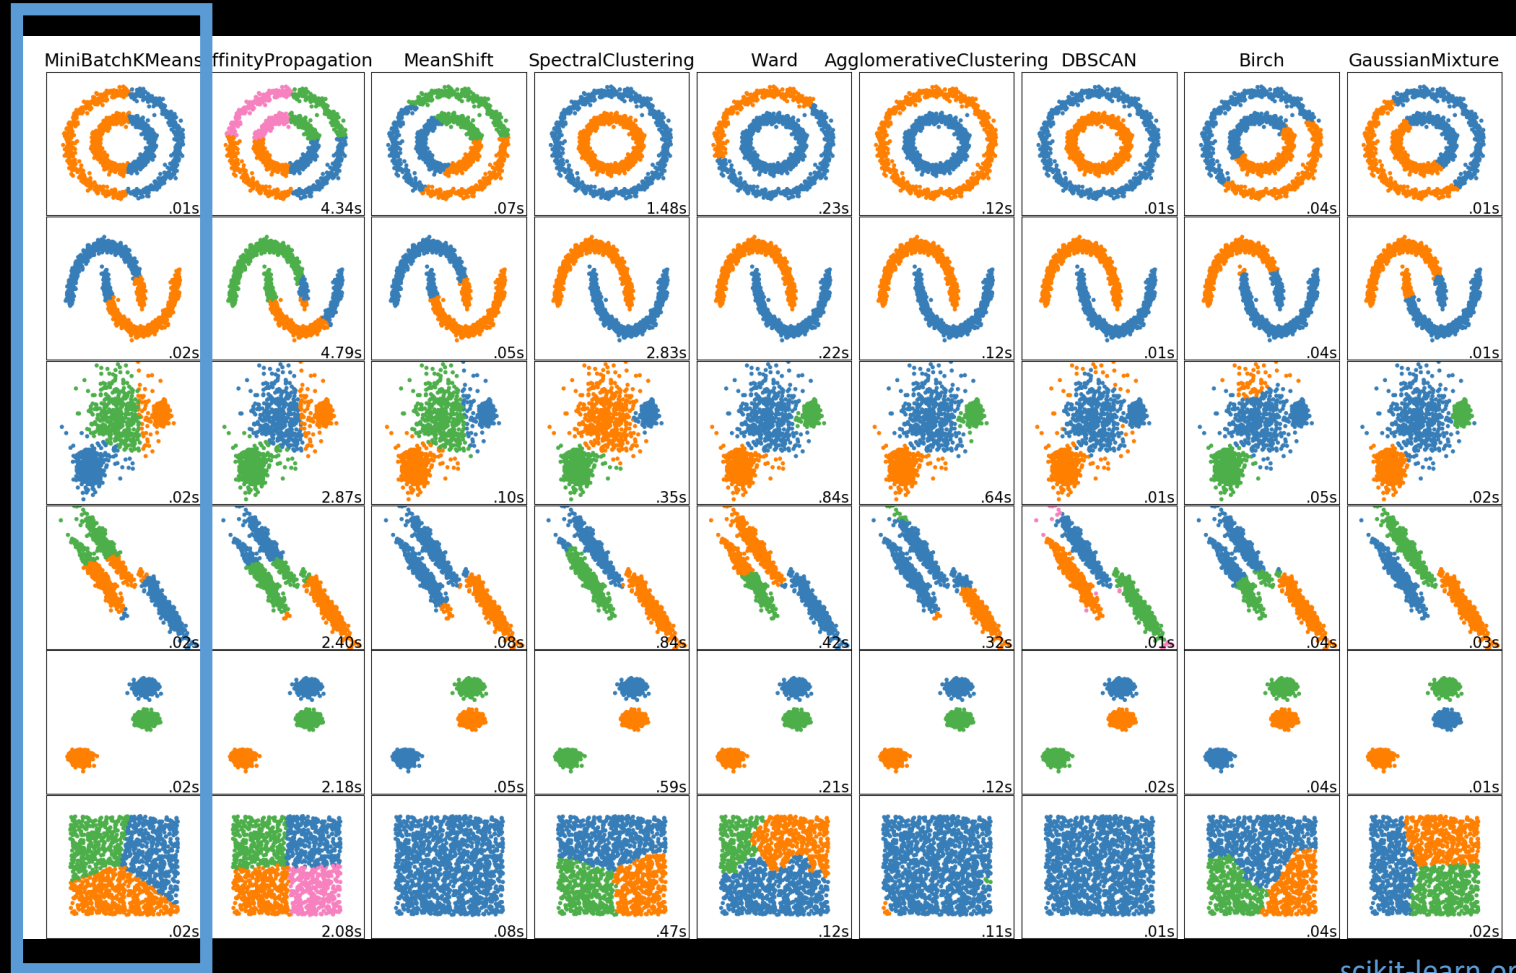 MiniBatchKMeans ffinityPropagation MeanShift SpectralClustering Ward AgglomerativeClustering DBSCAN Birch GaussianMixture
.01s 4.34s .07s 1.48s .23s .12s .01s .04s .01s
.02s 4.79s .05s 2.83s .22s .12s .01s .04s .01s
.02s 2.87s .10s .35s .84s .64s .01s .05s .02s
.02s 2.40s .08s .84s .42s .32s .01s .04s .03s
.02s 2.18s .05s .59s .21s .12s .02s .04s .01s
.02s 2.08s .08s .47s .12s .11s .01s .04s .02s
scikit-learn.or